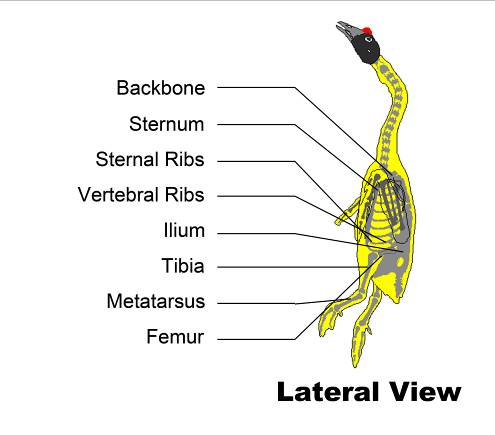 Backbone
Sternum
Sternal Ribs
Vertebral Ribs
Ilium
Tibia
Metatarsus
Femur
Lateral View